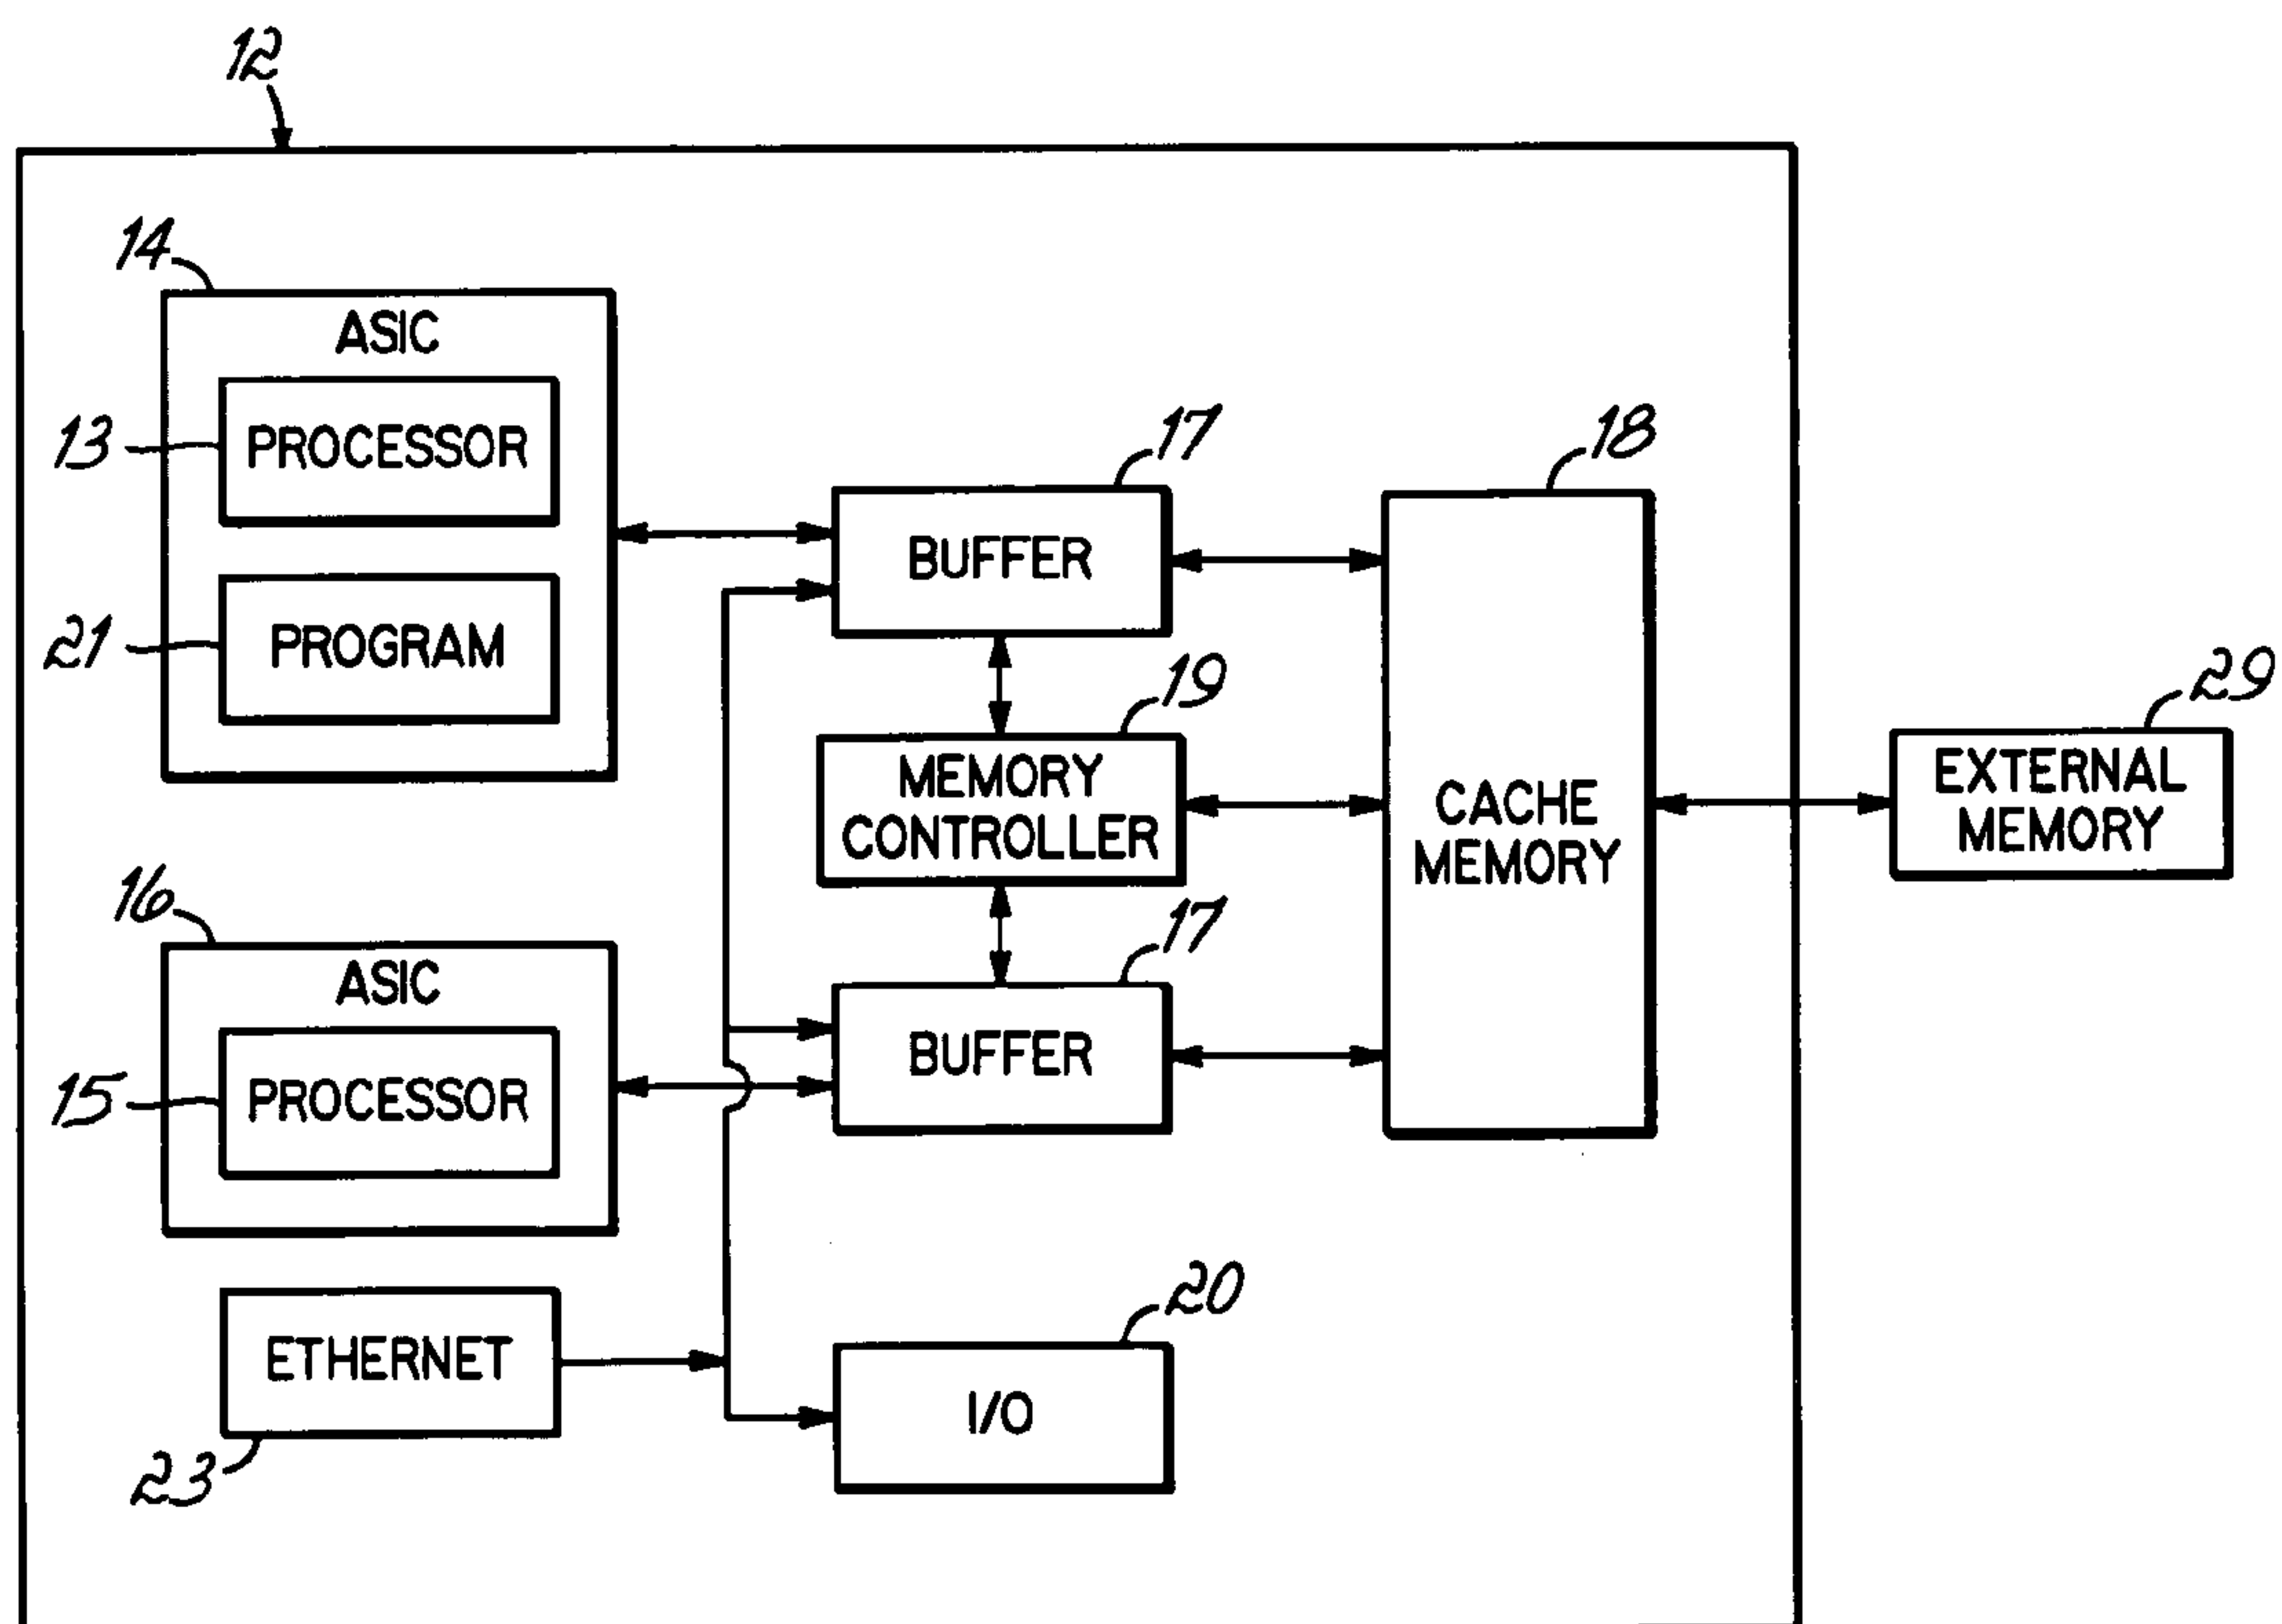 12
14
ASIC
13
PROCESSOR
21
PROGRAM
17
BUFFER
18
19
MEMORY
CONTROLLER
CACHE
MEMORY
29
EXTERNAL
MEMORY
16
ASIC
15
PROCESSOR
17
BUFFER
ETHERNET
23
20
I/O